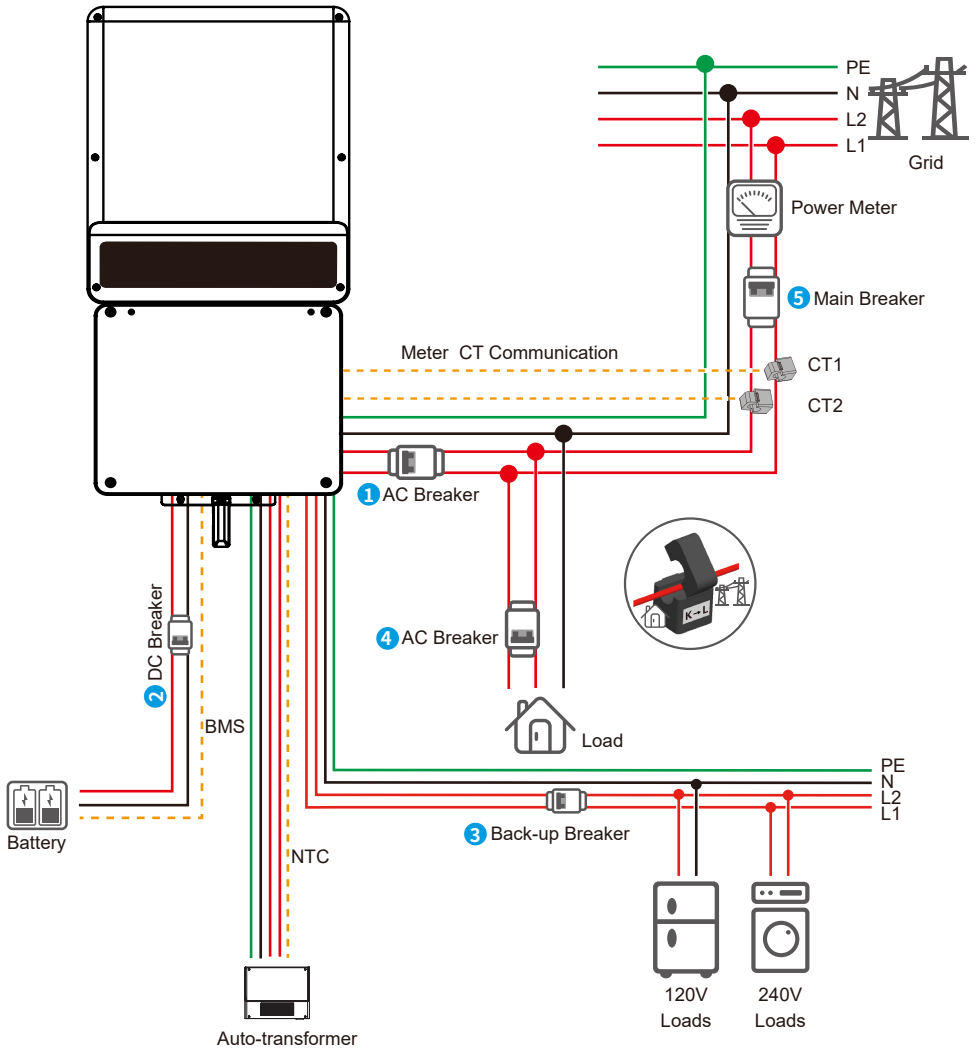 PE
N
L2
L1
Grid
Power Meter
5 Main Breaker
Meter CT Communication
CT1
CT2
1 AC Breaker
K→L
4 AC Breaker
2 DC Breaker
BMS
Load
PE
N
L2
L1
3 Back-up Breaker
Battery
NTC
120V
Loads
240V
Loads
Auto-transformer